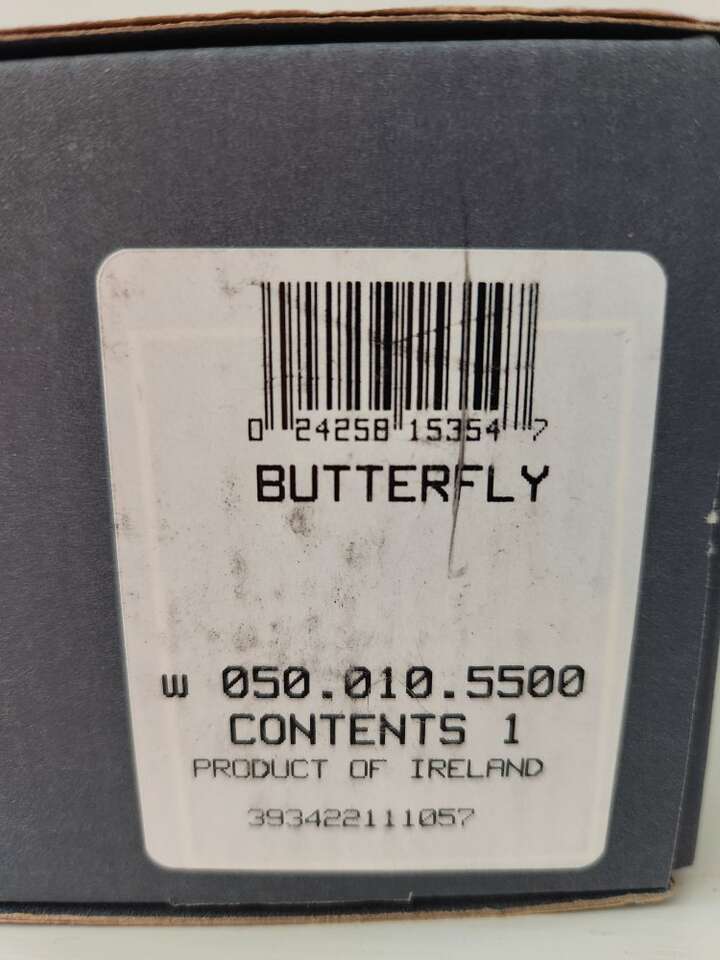 0 24258 15354 7
BUTTERFLY
W 050.010.5500
CONTENTS 1
PRODUCT OF IRELAND
393422111057